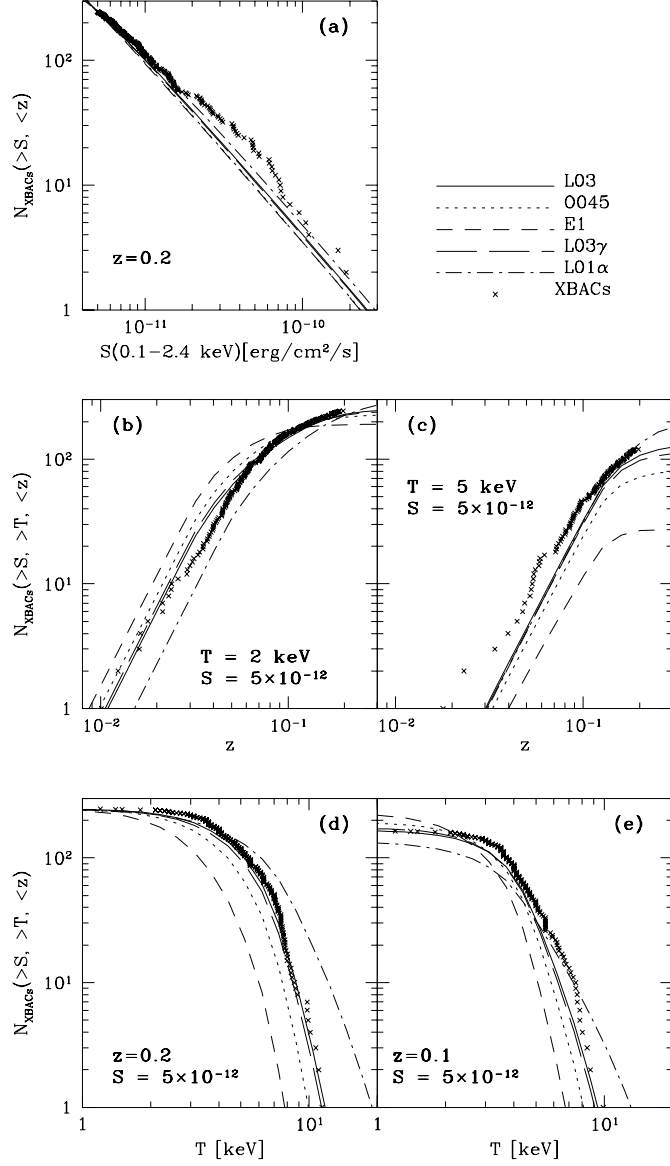 (a)
N_XBACs(>S, <z)
10²
10¹
1
z=0.2
10⁻¹¹
10⁻¹⁰
S(0.1−2.4 keV)[erg/cm²/s]
L03
O045
E1
L03γ
L01α
XBACs
(b)
(c)
N_XBACs(>S, >T, <z)
10²
10¹
1
T = 2 keV
S = 5×10⁻¹²
T = 5 keV
S = 5×10⁻¹²
10⁻²
10⁻¹
10⁻²
10⁻¹
z
z
(d)
(e)
N_XBACs(>S, >T, <z)
10²
10¹
1
z=0.2
S = 5×10⁻¹²
z=0.1
S = 5×10⁻¹²
1
10¹
1
10¹
T [keV]
T [keV]